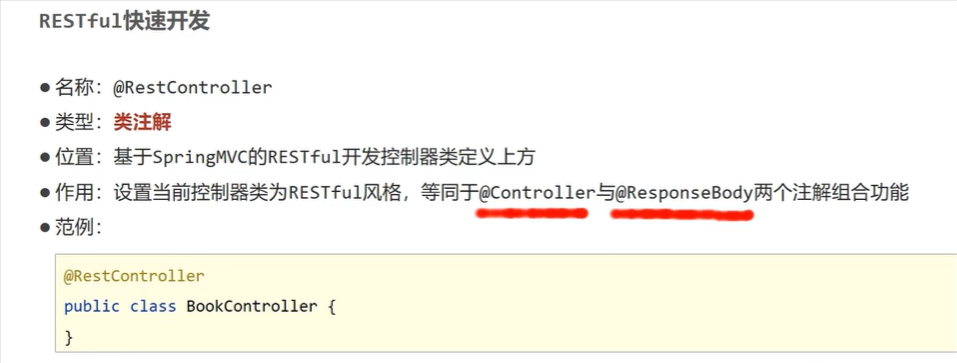 RESTful快速开发
● 名称：@RestController
● 类型：类注解
● 位置：基于SpringMVC的RESTful开发控制器类定义上方
● 作用：设置当前控制器类为RESTful风格，等同于@Controller与@ResponseBody两个注解组合功能
● 范例：
@RestController
public class BookController {
}